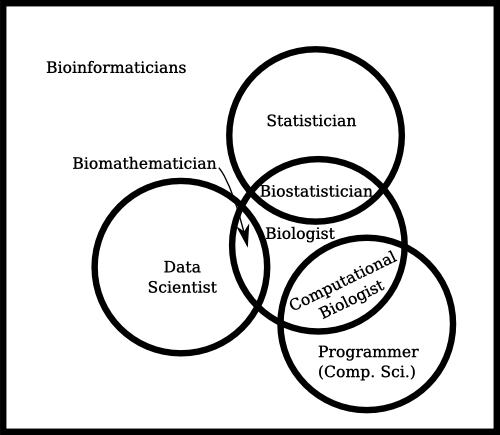 Bioinformaticians
Statistician
Biomathematician
Biostatistician
Biologist
Data
Scientist
Computational
Biologist
Programmer
(Comp. Sci.)